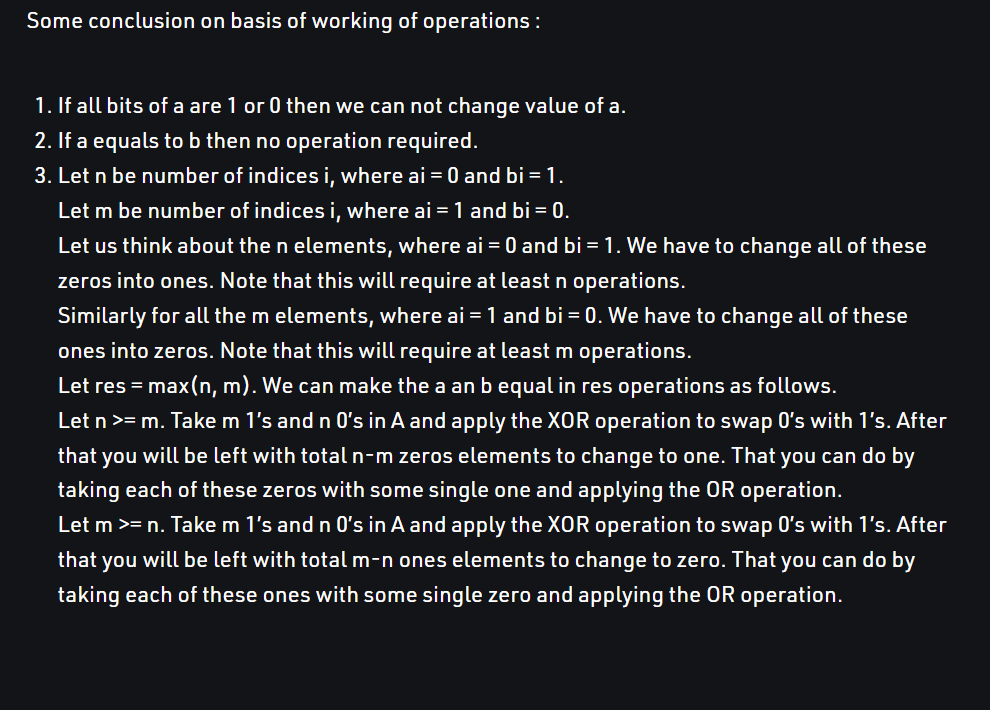 Some conclusion on basis of working of operations :
1. If all bits of a are 1 or 0 then we can not change value of a.
2. If a equals to b then no operation required.
3. Let n be number of indices i, where ai = 0 and bi = 1.
Let m be number of indices i, where ai = 1 and bi = 0.
Let us think about the n elements, where ai = 0 and bi = 1. We have to change all of these
zeros into ones. Note that this will require at least n operations.
Similarly for all the m elements, where ai = 1 and bi = 0. We have to change all of these
ones into zeros. Note that this will require at least m operations.
Let res = max(n, m). We can make the a an b equal in res operations as follows.
Let n >= m. Take m 1's and n 0's in A and apply the XOR operation to swap 0's with 1's. After
that you will be left with total n-m zeros elements to change to one. That you can do by
taking each of these zeros with some single one and applying the OR operation.
Let m >= n. Take m 1's and n 0's in A and apply the XOR operation to swap 0's with 1's. After
that you will be left with total m-n ones elements to change to zero. That you can do by
taking each of these ones with some single zero and applying the OR operation.